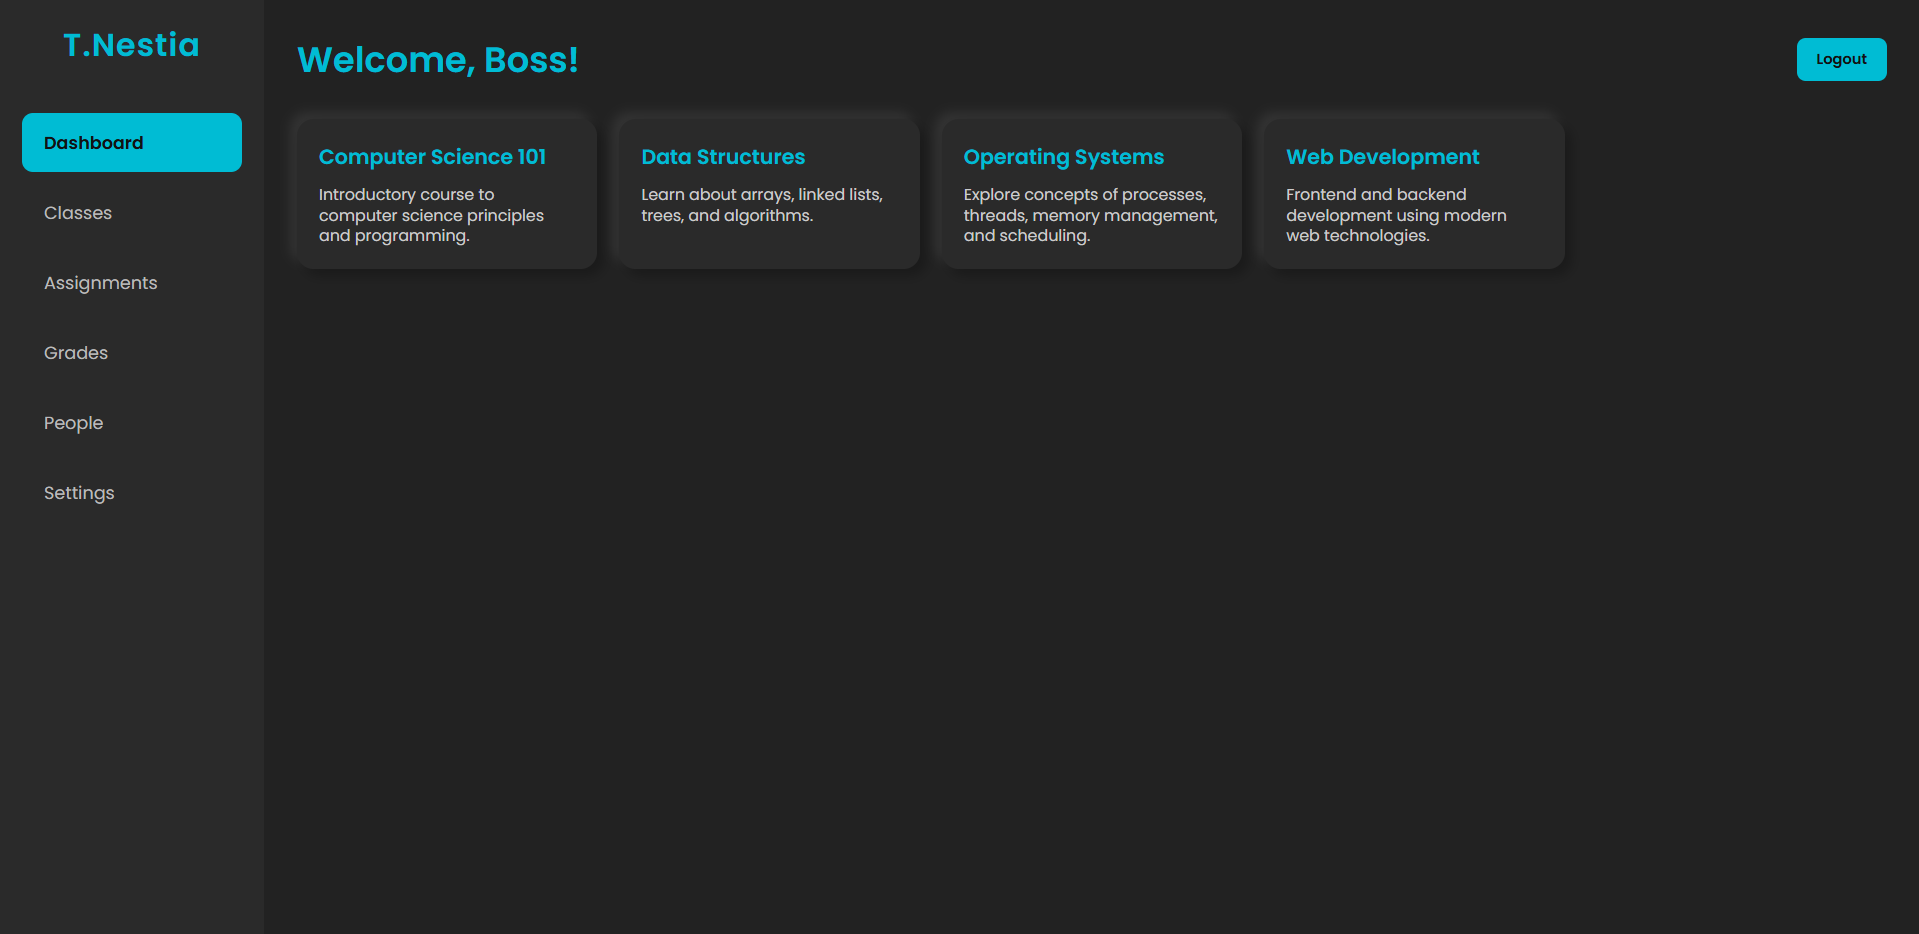 T.Nestia
Dashboard
Classes
Assignments
Grades
People
Settings
Welcome, Boss!
Logout
Computer Science 101
Introductory course to
computer science principles
and programming.
Data Structures
Learn about arrays, linked lists,
trees, and algorithms.
Operating Systems
Explore concepts of processes,
threads, memory management,
and scheduling.
Web Development
Frontend and backend
development using modern
web technologies.